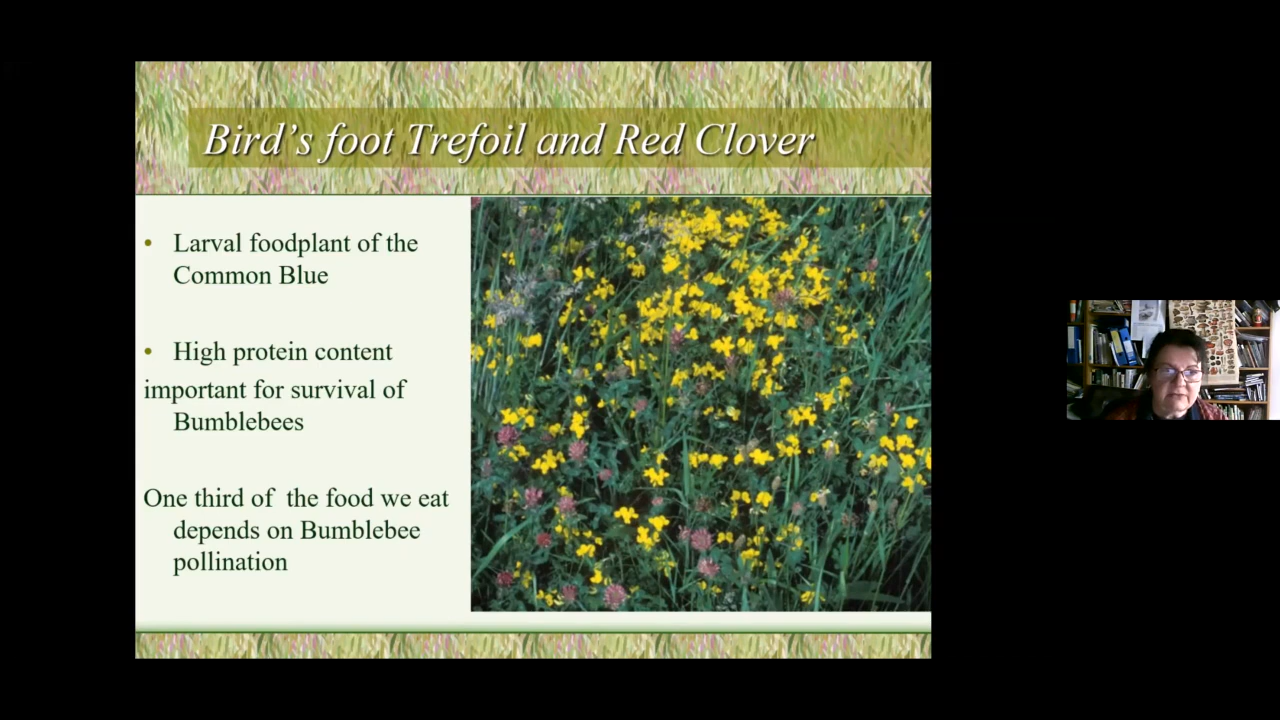 Bird's foot Trefoil and Red Clover
• Larval foodplant of the
Common Blue
• High protein content
important for survival of
Bumblebees
One third of the food we eat
depends on Bumblebee
pollination